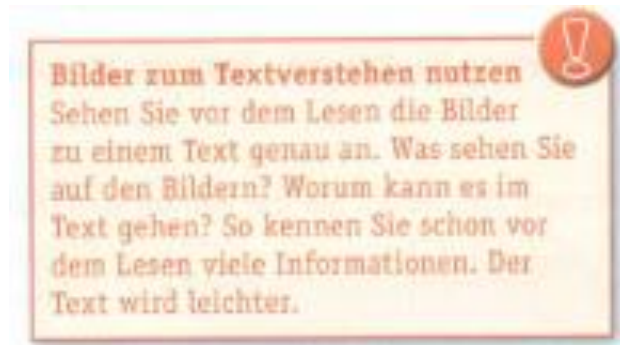 Bilder zum Textverstehen nutzen
Sehen Sie vor dem Lesen die Bilder
zu einem Text genau an. Was sehen Sie
auf den Bildern? Worum kann es im
Text gehen? So kennen Sie schon vor
dem Lesen viele Informationen. Der
Text wird leichter.